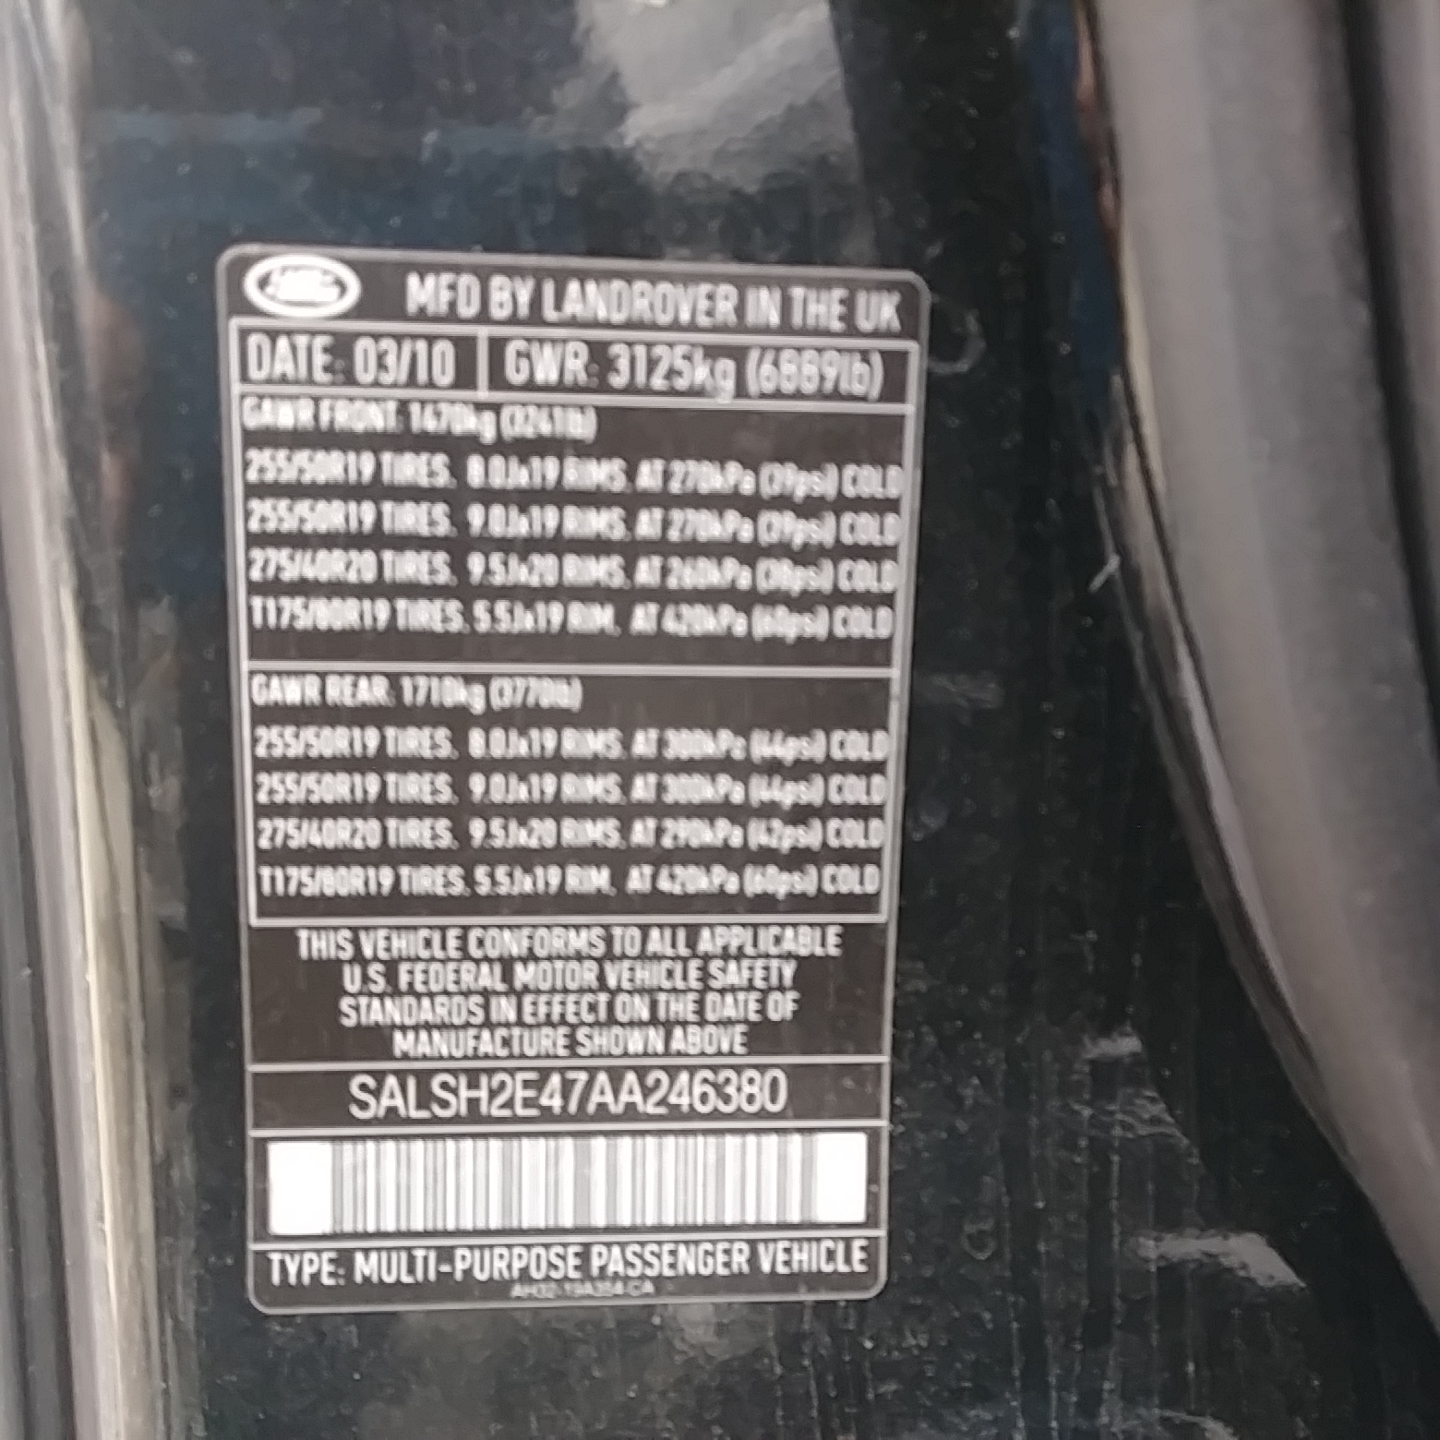 MFD BY LANDROVER IN THE UK
DATE: 03/10 GWR: 3125kg (6889lb)
GAWR FRONT: 1470kg (3241lb)
255/50R19 TIRES. 8.0Jx19 RIMS. AT 270kPa (39psi) COLD
255/50R19 TIRES. 9.0Jx19 RIMS. AT 270kPa (39psi) COLD
275/40R20 TIRES. 9.5Jx20 RIMS. AT 260kPa (38psi) COLD
T175/80R19 TIRES. 5.5Jx19 RIM. AT 420kPa (60psi) COLD
GAWR REAR: 1710kg (3770lb)
255/50R19 TIRES. 8.0Jx19 RIMS. AT 300kPa (44psi) COLD
255/50R19 TIRES. 9.0Jx19 RIMS. AT 300kPa (44psi) COLD
275/40R20 TIRES. 9.5Jx20 RIMS. AT 290kPa (42psi) COLD
T175/80R19 TIRES. 5.5Jx19 RIM. AT 420kPa (60psi) COLD
THIS VEHICLE CONFORMS TO ALL APPLICABLE
U.S. FEDERAL MOTOR VEHICLE SAFETY
STANDARDS IN EFFECT ON THE DATE OF
MANUFACTURE SHOWN ABOVE
SALSH2E47AA246380
TYPE: MULTI-PURPOSE PASSENGER VEHICLE